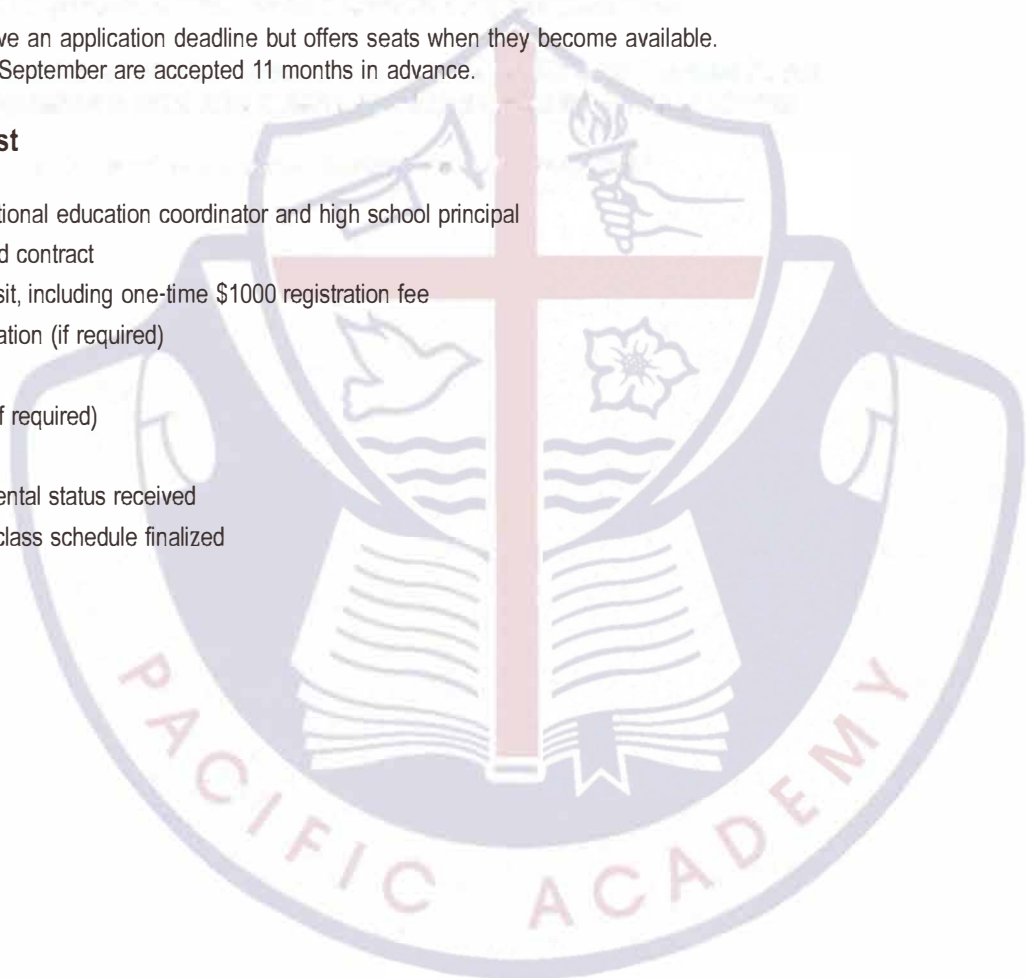 ve an application deadline but offers seats when they become available.
September are accepted 11 months in advance.
st
tional education coordinator and high school principal
d contract
sit, including one-time $1000 registration fee
ation (if required)
f required)
ental status received
class schedule finalized
PACIFIC ACADEMY